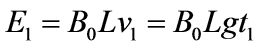 E₁ = B₀Lv₁ = B₀Lgt₁